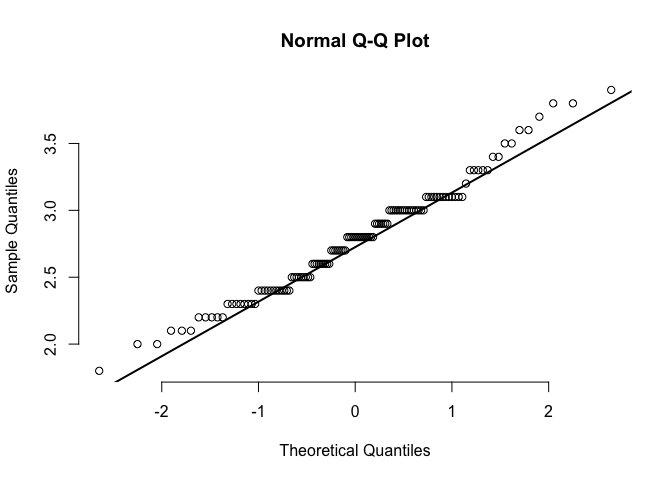 Normal Q-Q Plot
Sample Quantiles
3.5
3.0
2.5
2.0
-2 -1 0 1 2
Theoretical Quantiles